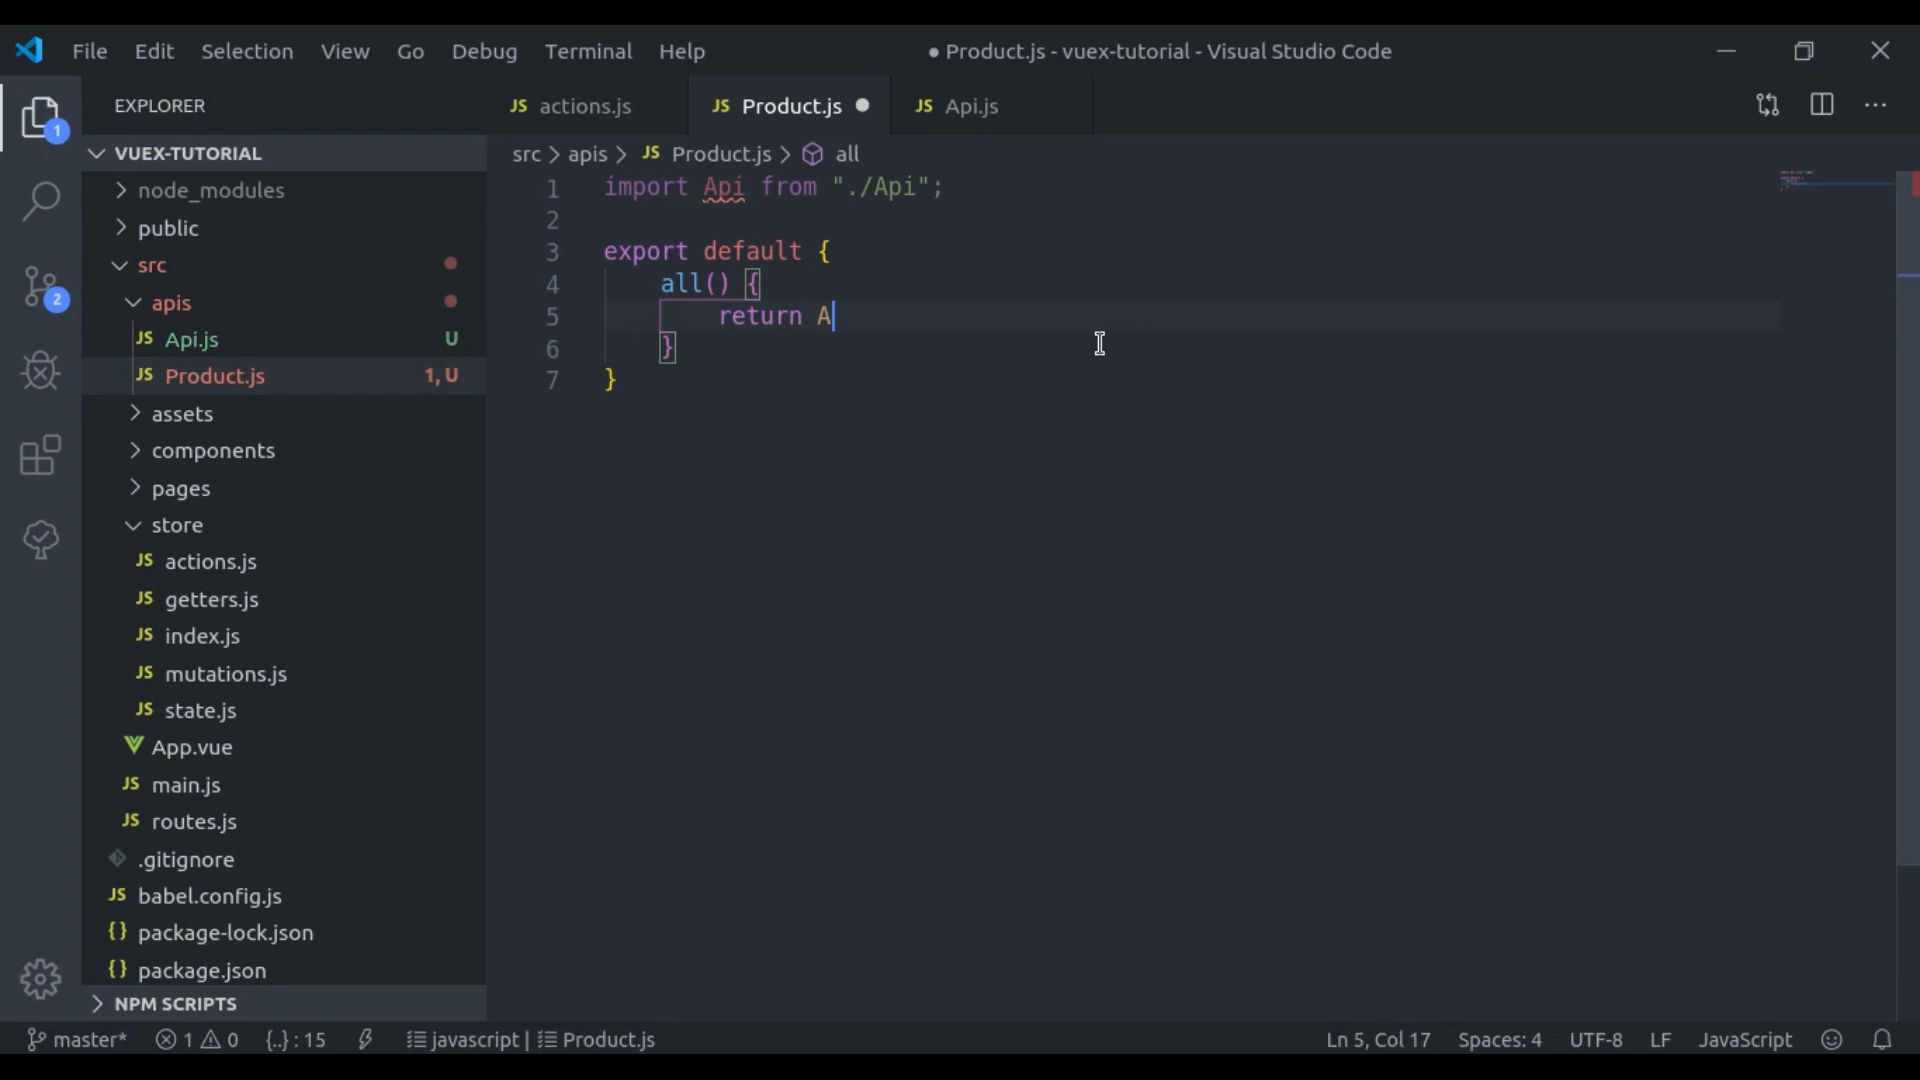 File Edit Selection View Go Debug Terminal Help ● Product.js - vuex-tutorial - Visual Studio Code
EXPLORER
JS actions.js JS Product.js ● JS Api.js
VUEX-TUTORIAL
src > apis > JS Product.js > all
node_modules
public
src
apis
JS Api.js U
JS Product.js 1, U
assets
components
pages
store
JS actions.js
JS getters.js
JS index.js
JS mutations.js
JS state.js
App.vue
JS main.js
JS routes.js
.gitignore
JS babel.config.js
{} package-lock.json
{} package.json
NPM SCRIPTS
1
2
1 import Api from "./Api";
2
3 export default {
4 all() {
5 return A
6 }
7 }
master* 1 0 {..} : 15 javascript | Product.js Ln 5, Col 17 Spaces: 4 UTF-8 LF JavaScript